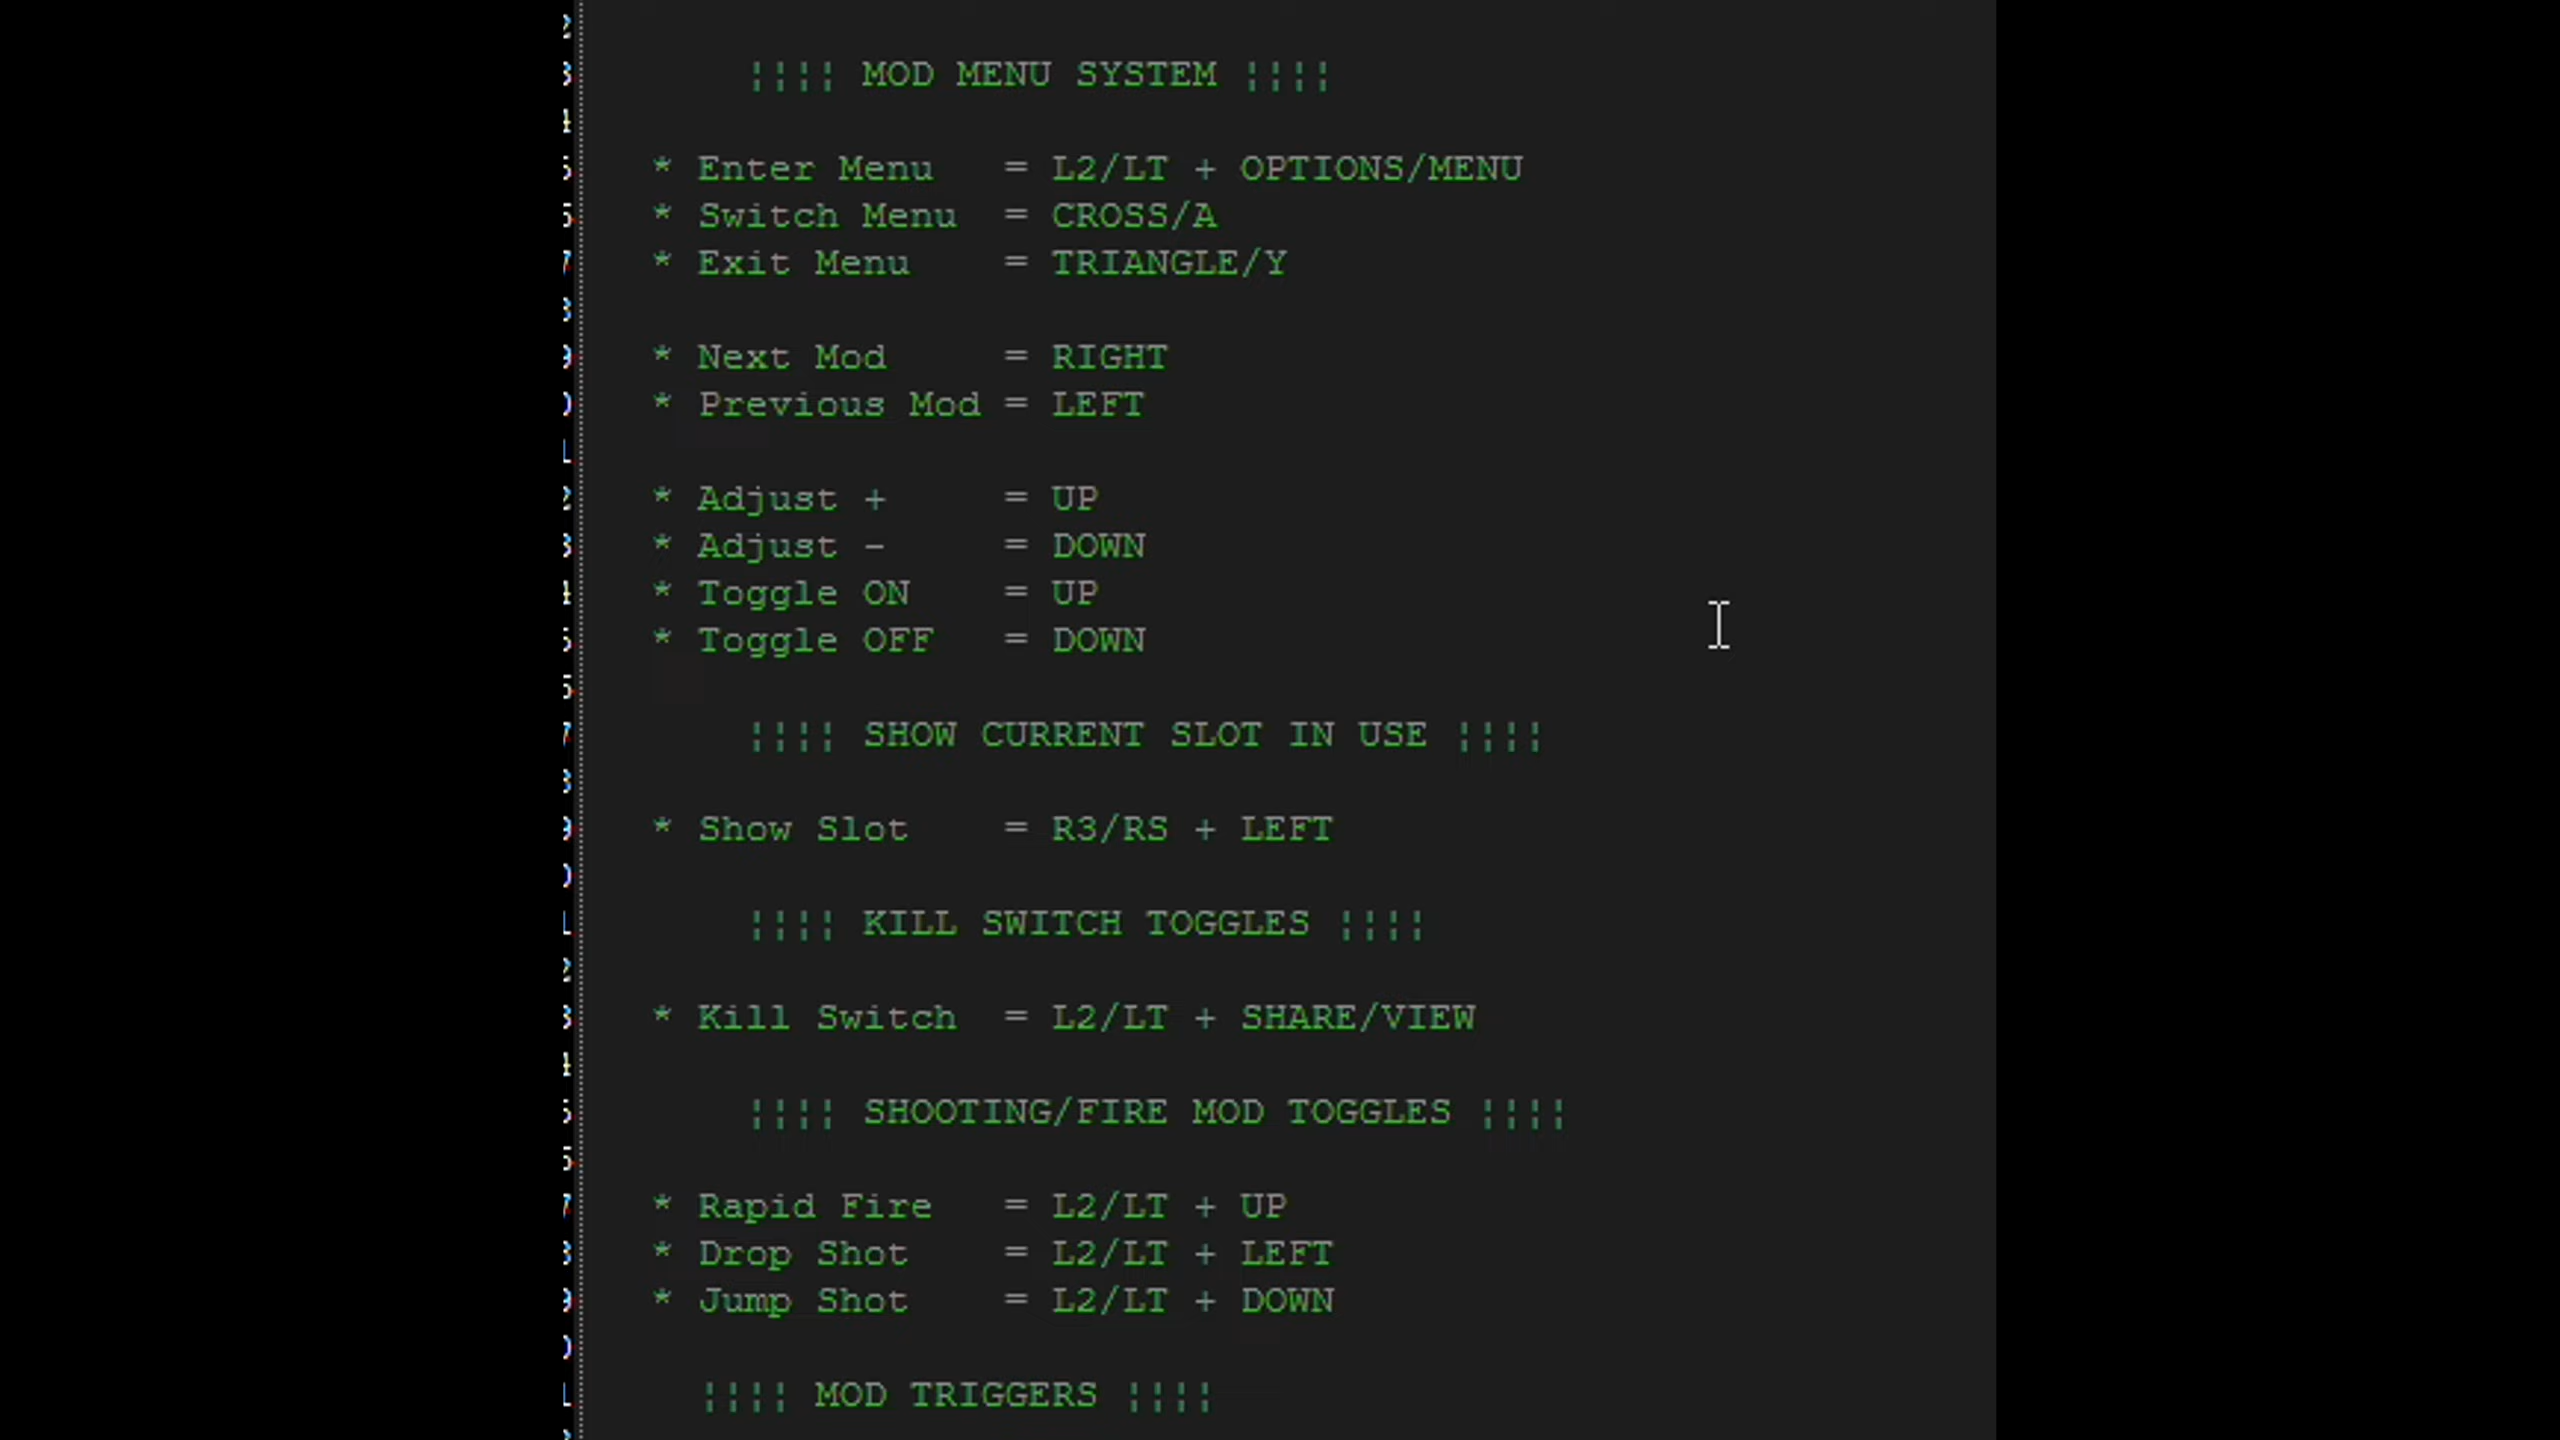 ¦¦¦¦ MOD MENU SYSTEM ¦¦¦¦
* Enter Menu = L2/LT + OPTIONS/MENU
* Switch Menu = CROSS/A
* Exit Menu = TRIANGLE/Y
* Next Mod = RIGHT
* Previous Mod = LEFT
* Adjust + = UP
* Adjust - = DOWN
* Toggle ON = UP
* Toggle OFF = DOWN
¦¦¦¦ SHOW CURRENT SLOT IN USE ¦¦¦¦
* Show Slot = R3/RS + LEFT
¦¦¦¦ KILL SWITCH TOGGLES ¦¦¦¦
* Kill Switch = L2/LT + SHARE/VIEW
¦¦¦¦ SHOOTING/FIRE MOD TOGGLES ¦¦¦¦
* Rapid Fire = L2/LT + UP
* Drop Shot = L2/LT + LEFT
* Jump Shot = L2/LT + DOWN
¦¦¦¦ MOD TRIGGERS ¦¦¦¦